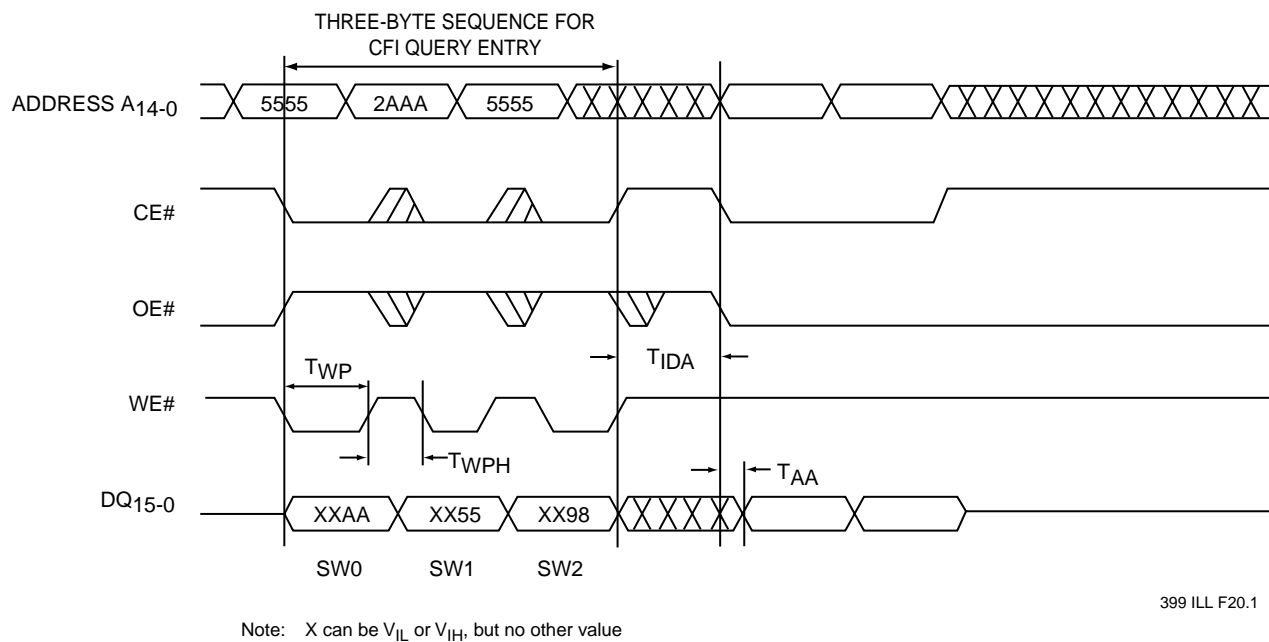 THREE-BYTE SEQUENCE FOR
CFI QUERY ENTRY
ADDRESS A14-0
5555 2AAA 5555
CE#
OE#
TIDA
TWP
WE#
TWPH
TAA
DQ15-0
XXAA XX55 XX98
SW0 SW1 SW2
399 ILL F20.1
Note: X can be VIL or VIH, but no other value